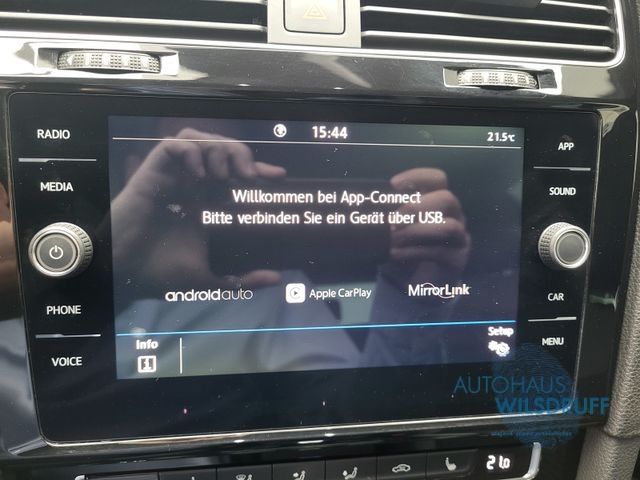 RADIO
MEDIA
PHONE
VOICE
15:44
21.5°C
Willkommen bei App-Connect
Bitte verbinden Sie ein Gerät über USB.
androidauto
Apple CarPlay
MirrorLink
Info
Setup
APP
SOUND
CAR
MENU
AUTOHAUS
WILSDRUFF